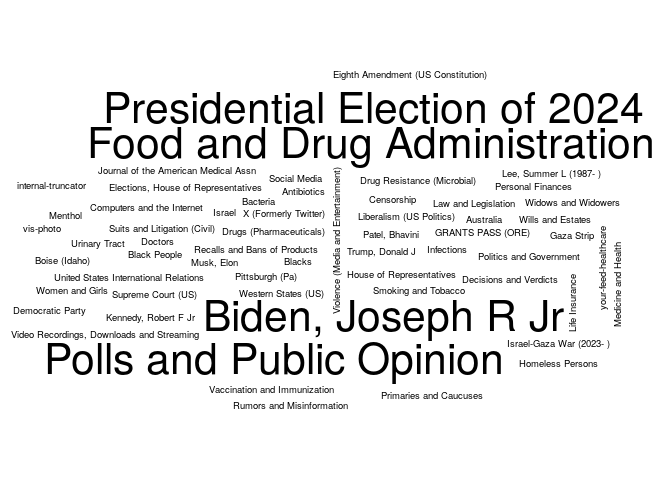 Eighth Amendment (US Constitution)
Presidential Election of 2024
Food and Drug Administration
Journal of the American Medical Assn
Lee, Summer L (1987- )
internal-truncator
Elections, House of Representatives
Social Media
Drug Resistance (Microbial)
Personal Finances
Antibiotics
Bacteria
Censorship
Law and Legislation
Widows and Widowers
Computers and the Internet
Israel
X (Formerly Twitter)
Menthol
Liberalism (US Politics)
Australia
Wills and Estates
vis-photo
Suits and Litigation (Civil)
Drugs (Pharmaceuticals)
Patel, Bhavini
GRANTS PASS (ORE)
Gaza Strip
Urinary Tract
Doctors
Recalls and Bans of Products
Trump, Donald J
Infections
Black People
Politics and Government
Boise (Idaho)
Musk, Elon
Blacks
United States International Relations
Pittsburgh (Pa)
House of Representatives
Decisions and Verdicts
Women and Girls
Supreme Court (US)
Western States (US)
Smoking and Tobacco
Violence (Media and Entertainment)
Life Insurance
your-feed-healthcare
Medicine and Health
Democratic Party
Kennedy, Robert F Jr
Biden, Joseph R Jr
Video Recordings, Downloads and Streaming
Polls and Public Opinion
Israel-Gaza War (2023- )
Homeless Persons
Vaccination and Immunization
Primaries and Caucuses
Rumors and Misinformation